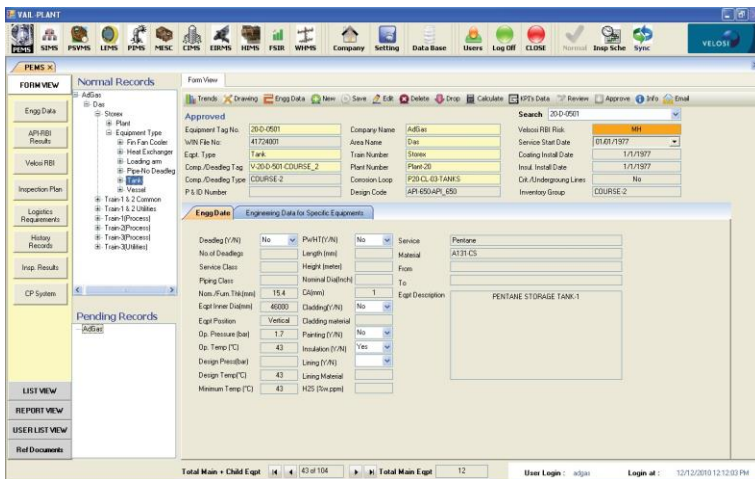 VAIL-PLANT
PEMS SIMS PSVMS LEMS PIMS MESC CIMS EIRMS HIMS FSIR WHMS Company Setting Data Base Users Log Off CLOSE Normal Insp Sche Sync VELOSI
PEMS ×
FORM VIEW
Engg Data
API-RBI Results
Velosi RBI
Inspection Plan
Logistics Requirements
History Records
Insp. Results
CP System
LIST VIEW
REPORT VIEW
USER LIST VIEW
Ref Documents
Normal Records
AdGas
Das
Storex
Plant
Equipment Type
Fin Fan Cooler
Heat Exchanger
Loading arm
Pipe-No Deadleg
Tank
Vessel
Train-1 & 2 Common
Train-1 & 2 Utilities
Train-1(Process)
Train-2(Process)
Train-3(Process)
Train-3(Utilities)
Pending Records
AdGas
Form View
Trends Drawing Engg Data New Save Edit Delete Drop Calculate KPI's Data Review Approve Info Email
Approved
Search 20-D-0501
Equipment Tag No. 20-D-0501 Company Name AdGas Velosi RBI Risk MH
WIN File No: 41724001 Area Name Das Service Start Date 01/01/1977
Eqpt. Type Tank Train Number Storex Coating Install Date 1/1/1977
Comp./Deadleg Tag V-20-D-501-COURSE_2 Plant Number Plant-20 Insul. Install Date 1/1/1977
Comp./Deadleg Type COURSE-2 Corrosion Loop P20-CL-03-TANKS Crit./Undergroung Lines No
P & ID Number Design Code API-650-API_650 Inventory Group COURSE-2
Engg Date Engineering Data for Specific Equipments
Deadleg (Y/N) No PWHT(Y/N) No Service Pentane
No.of Deadlegs Length (mm) Material A131-CS
Service Class Height (meter) From
Piping Class Nominal Dia(Inch) To
Nom./Furn.Thk(mm) 15.4 CA(mm) 1 Eqpt Description PENTANE STORAGE TANK-1
Eqpt Inner Dia(mm) 46000 Cladding(Y/N) No
Eqpt Position Vertical Cladding material
Op. Pressure (bar) 1.7 Painting (Y/N) No
Op. Temp (°C) 43 Insulation (Y/N) Yes
Design Press(bar) Lining (Y/N)
Design Temp(°C) 43 Lining Material
Minimum Temp (°C) 43 H2S (%w.ppm)
Total Main + Child Eqpt 43 of 104 Total Main Eqpt 12 User Login : adgas Login at : 12/12/2010 12:12:03 PM